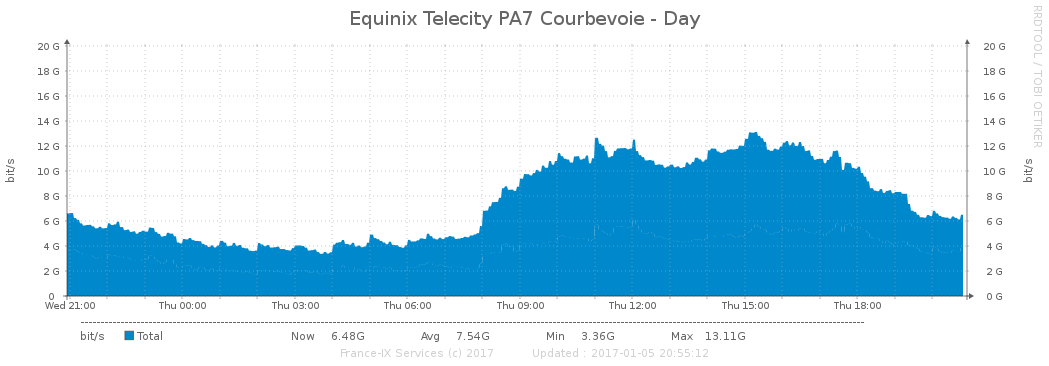 Equinix Telecity PA7 Courbevoie - Day
RRDTOOL / TOBI OETIKER
20 G 20 G
18 G 18 G
16 G 16 G
14 G 14 G
12 G 12 G
10 G 10 G
8 G 8 G
6 G 6 G
4 G 4 G
2 G 2 G
0 0 G
bit/s bit/s
Wed 21:00 Thu 00:00 Thu 03:00 Thu 06:00 Thu 09:00 Thu 12:00 Thu 15:00 Thu 18:00
bit/s Total Now 6.48G Avg 7.54G Min 3.36G Max 13.11G
France-IX Services (c) 2017 Updated : 2017-01-05 20:55:12